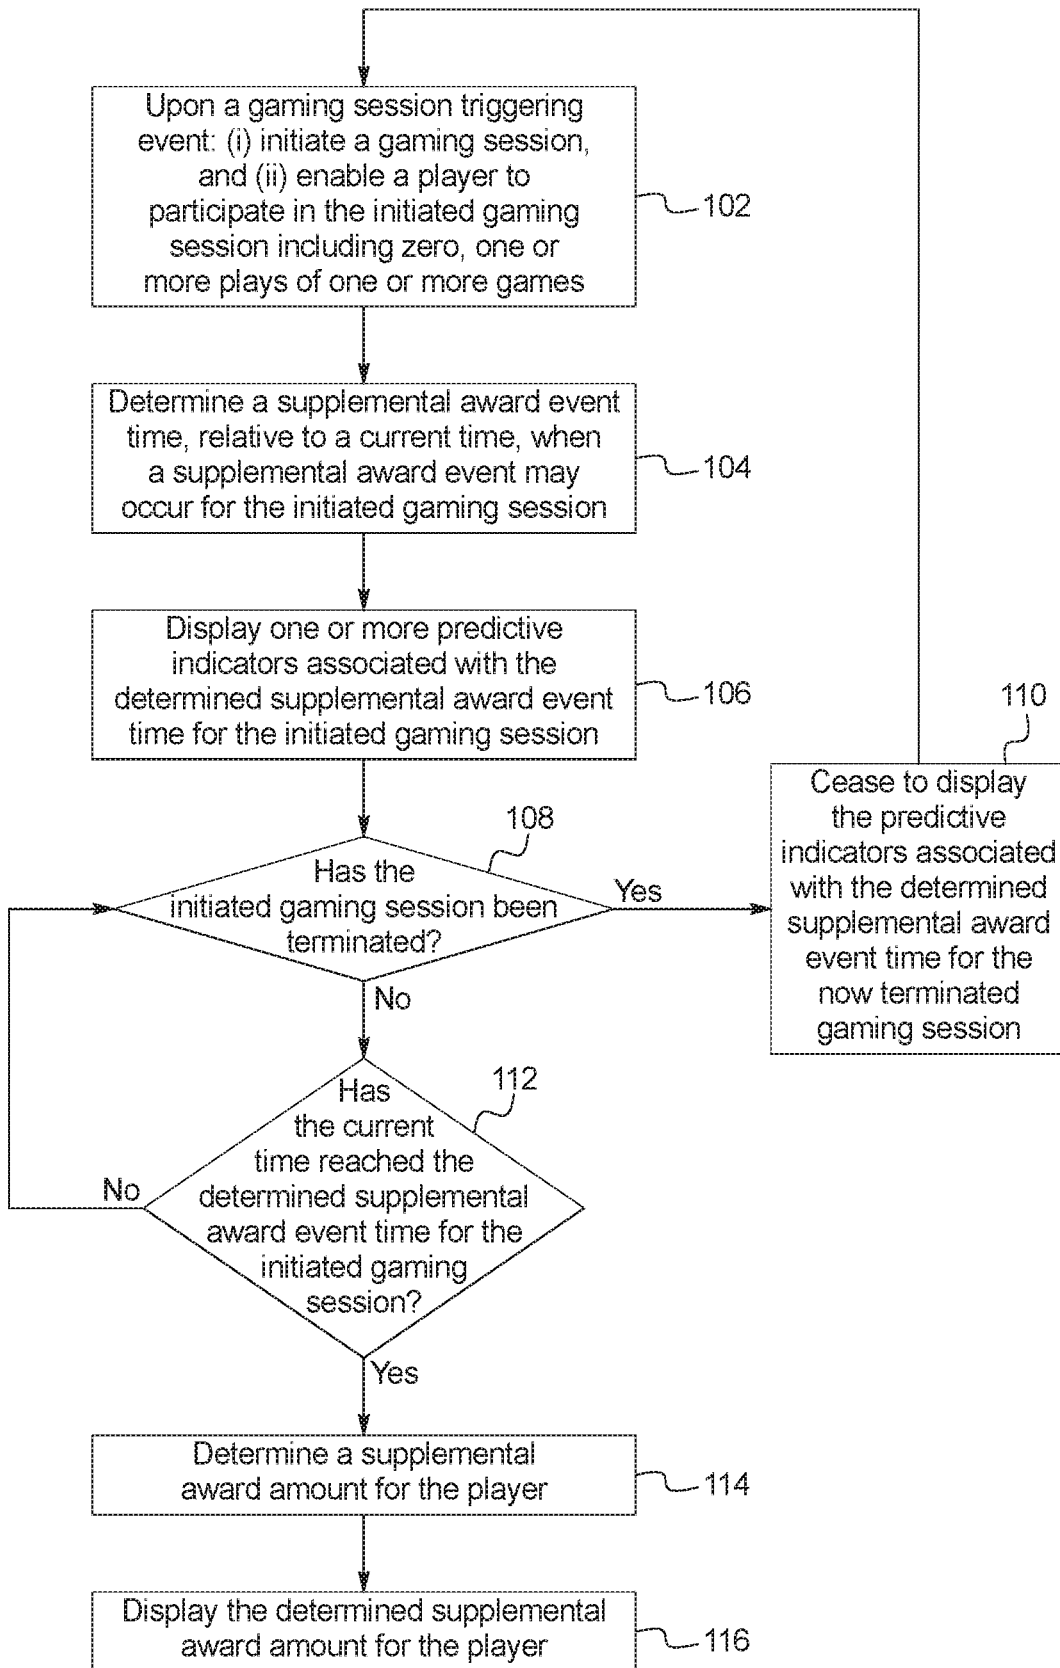 Upon a gaming session triggering
event: (i) initiate a gaming session,
and (ii) enable a player to
participate in the initiated gaming
session including zero, one or
more plays of one or more games
102
Determine a supplemental award event
time, relative to a current time, when
a supplemental award event may
occur for the initiated gaming session
104
Display one or more predictive
indicators associated with the
determined supplemental award event
time for the initiated gaming session
106
108
Has the
initiated gaming session been
terminated?
Yes
No
110
Cease to display
the predictive
indicators associated
with the determined
supplemental award
event time for the
now terminated
gaming session
112
Has
the current
time reached the
determined supplemental
award event time for the
initiated gaming
session?
No
Yes
Determine a supplemental
award amount for the player
114
Display the determined supplemental
award amount for the player
116